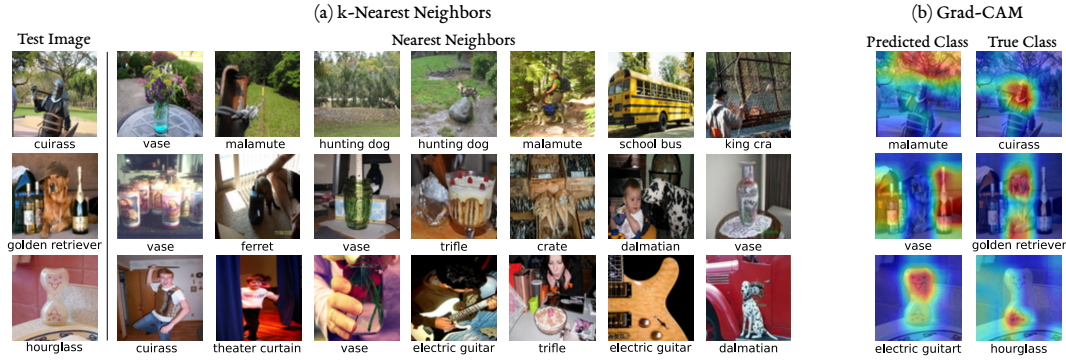 (a) k-Nearest Neighbors
(b) Grad-CAM
Test Image
Nearest Neighbors
Predicted Class
True Class
cuirass
vase
malamute
hunting dog
hunting dog
malamute
school bus
king cra
malamute
cuirass
golden retriever
vase
ferret
vase
trifle
crate
dalmatian
vase
vase
golden retriever
hourglass
cuirass
theater curtain
vase
electric guitar
trifle
electric guitar
dalmatian
electric guitart
hourglass